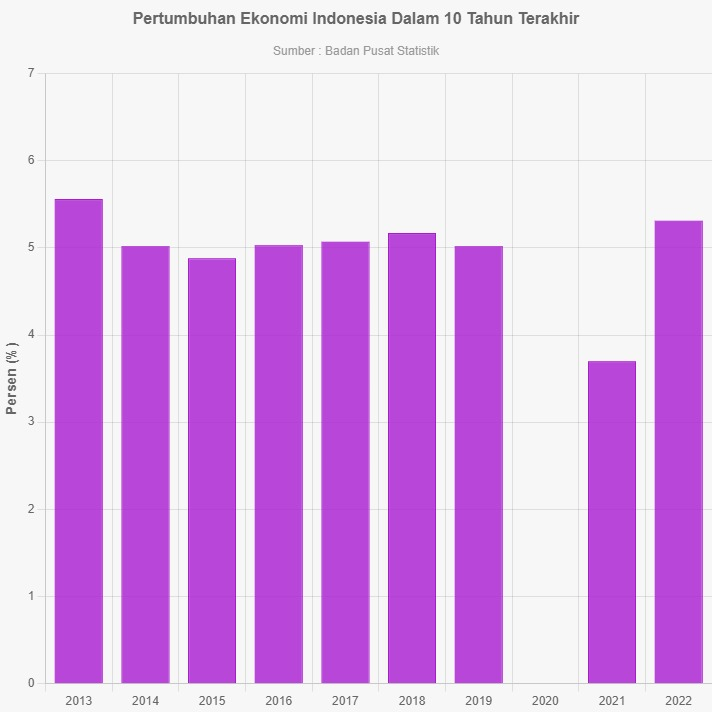 Pertumbuhan Ekonomi Indonesia Dalam 10 Tahun Terakhir
Sumber : Badan Pusat Statistik
Persen (% )
7
6
5
4
3
2
1
0
2013 2014 2015 2016 2017 2018 2019 2020 2021 2022